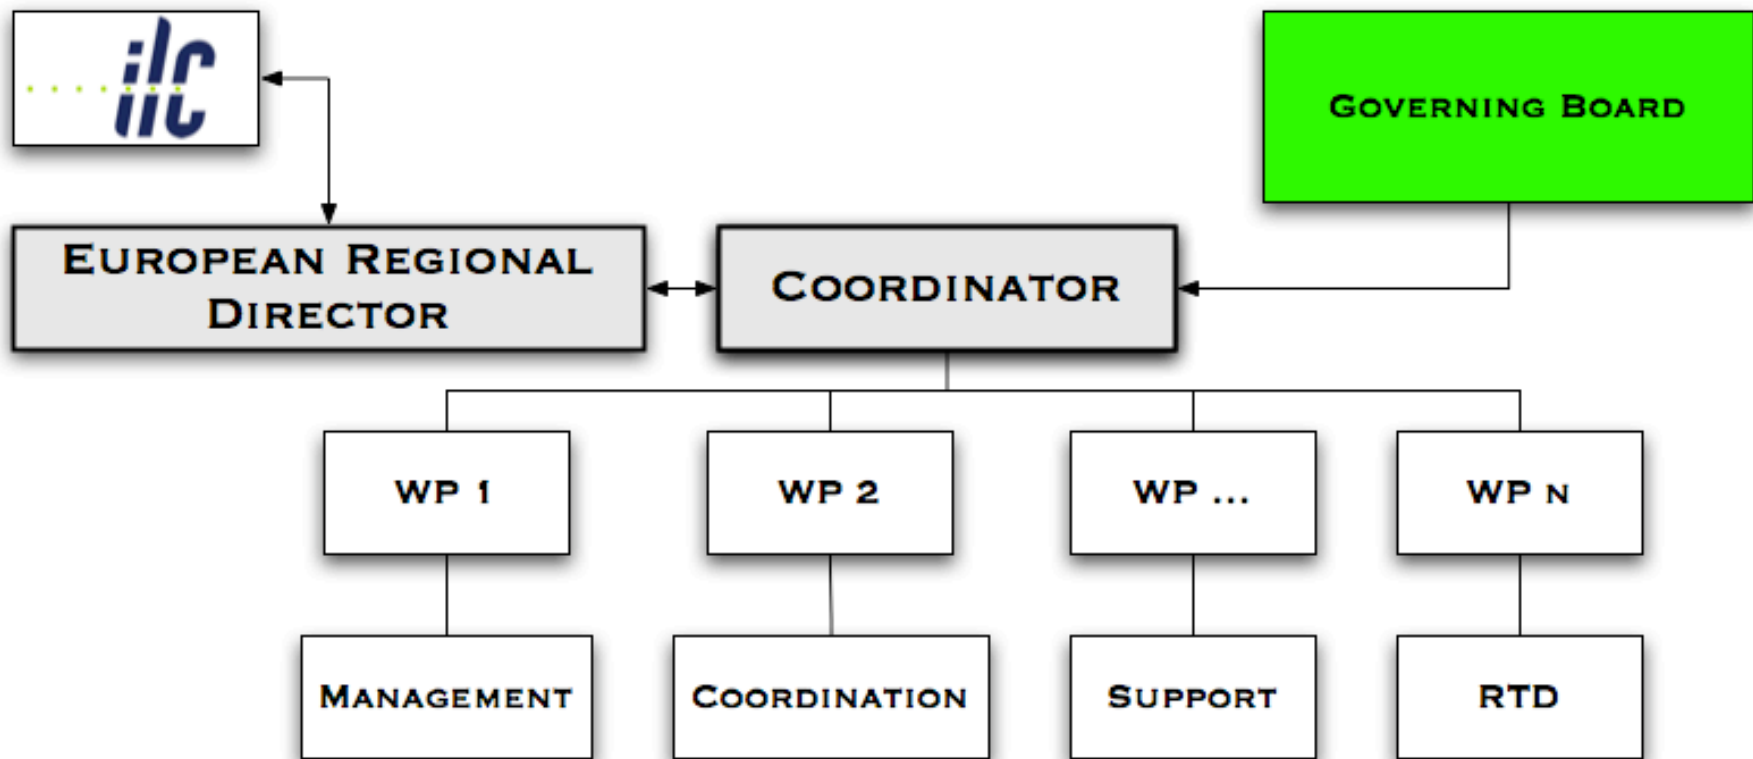 ilc
GOVERNING BOARD
EUROPEAN REGIONAL
DIRECTOR
COORDINATOR
WP 1
WP 2
WP ...
WP N
MANAGEMENT
COORDINATION
SUPPORT
RTD